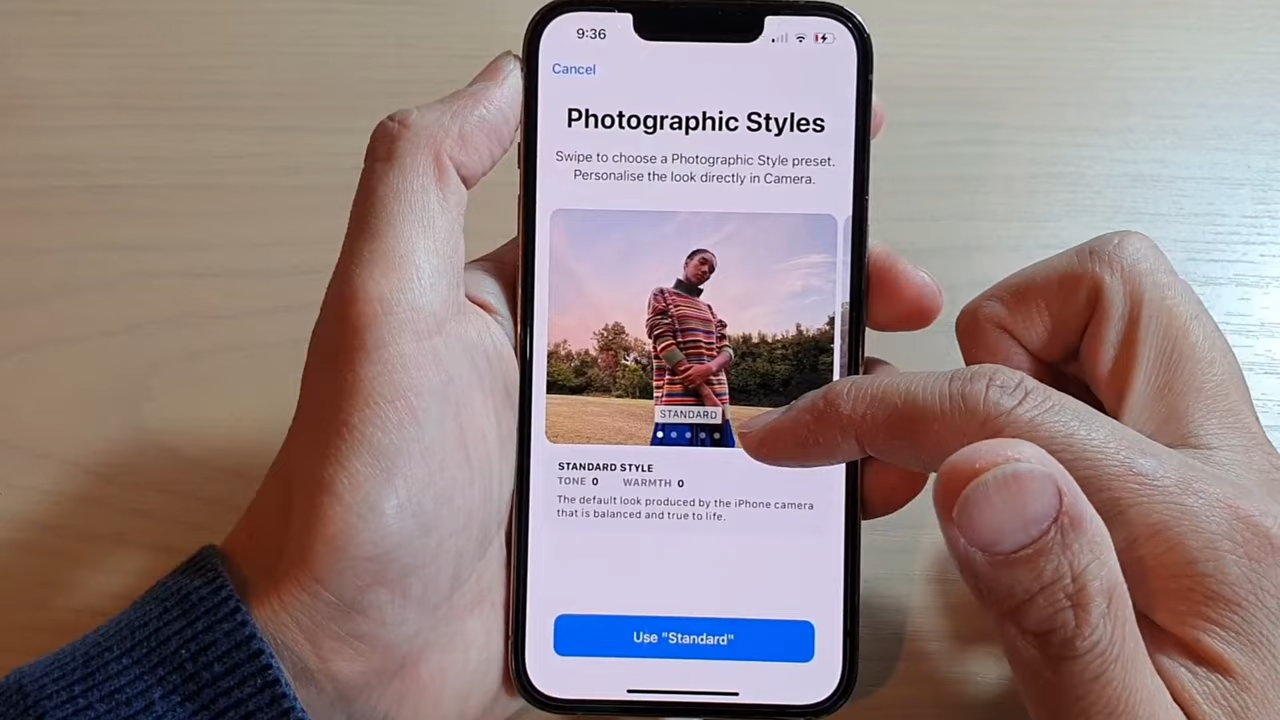 9:36
Cancel
Photographic Styles
Swipe to choose a Photographic Style preset.
Personalise the look directly in Camera.
STANDARD
STANDARD STYLE
TONE 0 WARMTH 0
The default look produced by the iPhone camera
that is balanced and true to life.
Use "Standard"